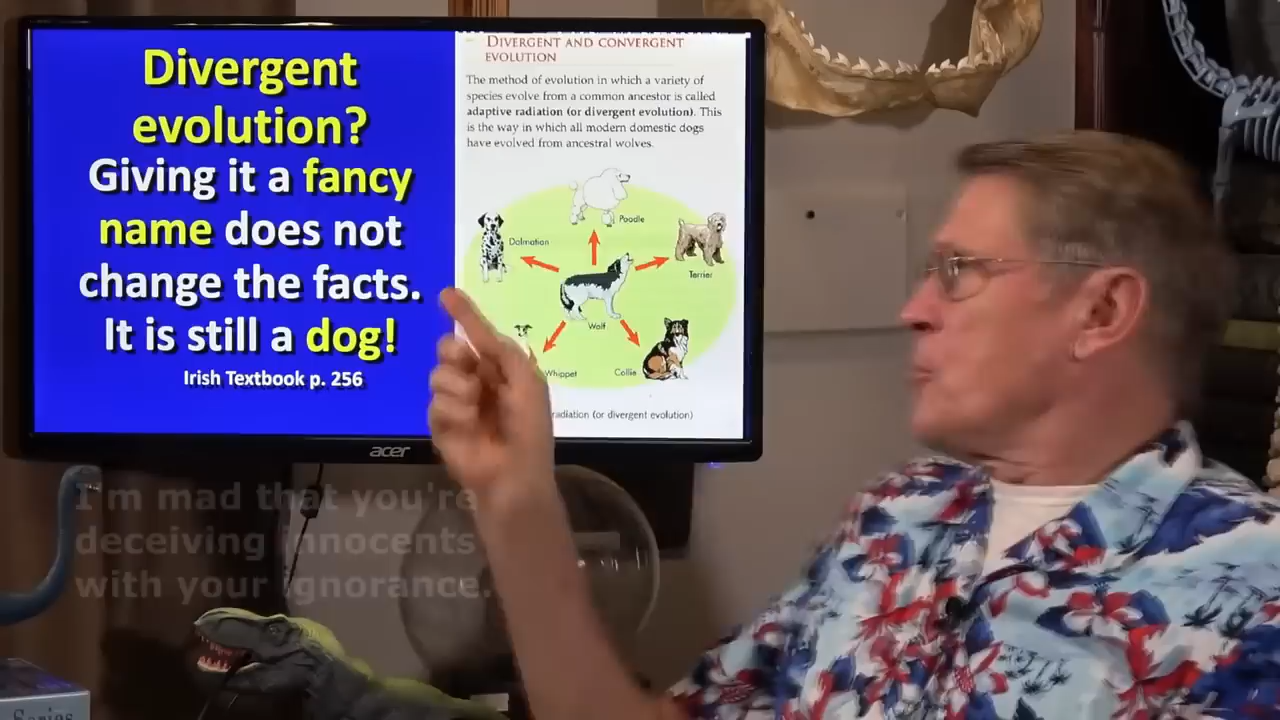 Divergent
evolution?
Giving it a fancy
name does not
change the facts.
It is still a dog!
Irish Textbook p. 256
DIVERGENT AND CONVERGENT
EVOLUTION
The method of evolution in which a variety of
species evolve from a common ancestor is called
adaptive radiation (or divergent evolution). This
is the way in which all modern domestic dogs
have evolved from ancestral wolves.
Poodle
Dalmation
Terrier
Wolf
Whippet
Collie
radiation (or divergent evolution)
acer
I'm mad that you're
deceiving innocents
with your ignorance.
Series